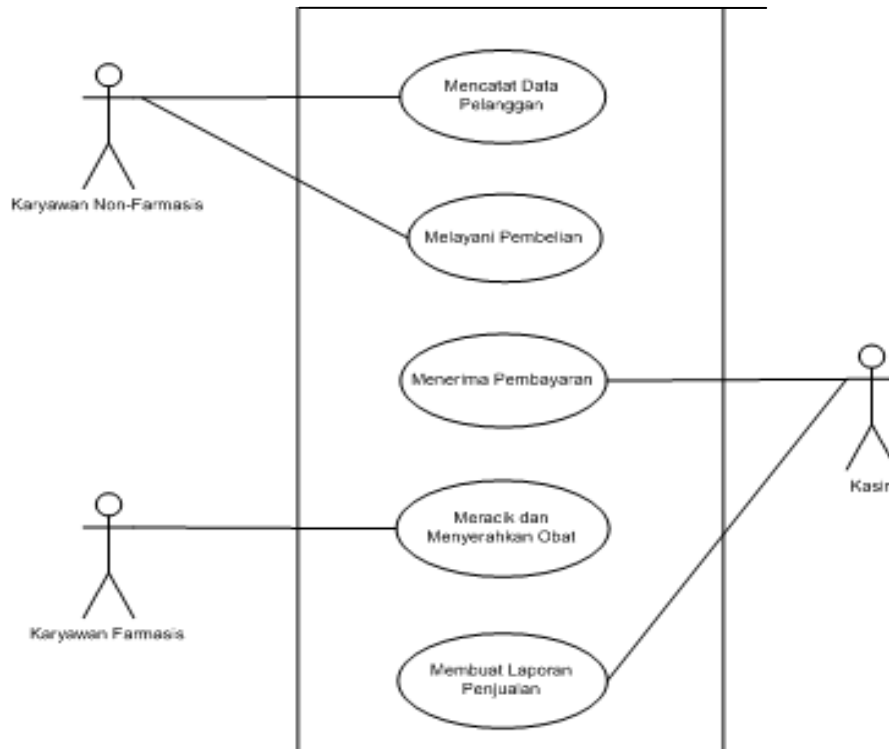 Mencatat Data
Pelanggan
Karyawan Non-Farmasis
Melayani Pembelian
Menerima Pembayaran
Kasir
Meracik dan
Menyerahkan Obat
Karyawan Farmasis
Membuat Laporan
Penjualan